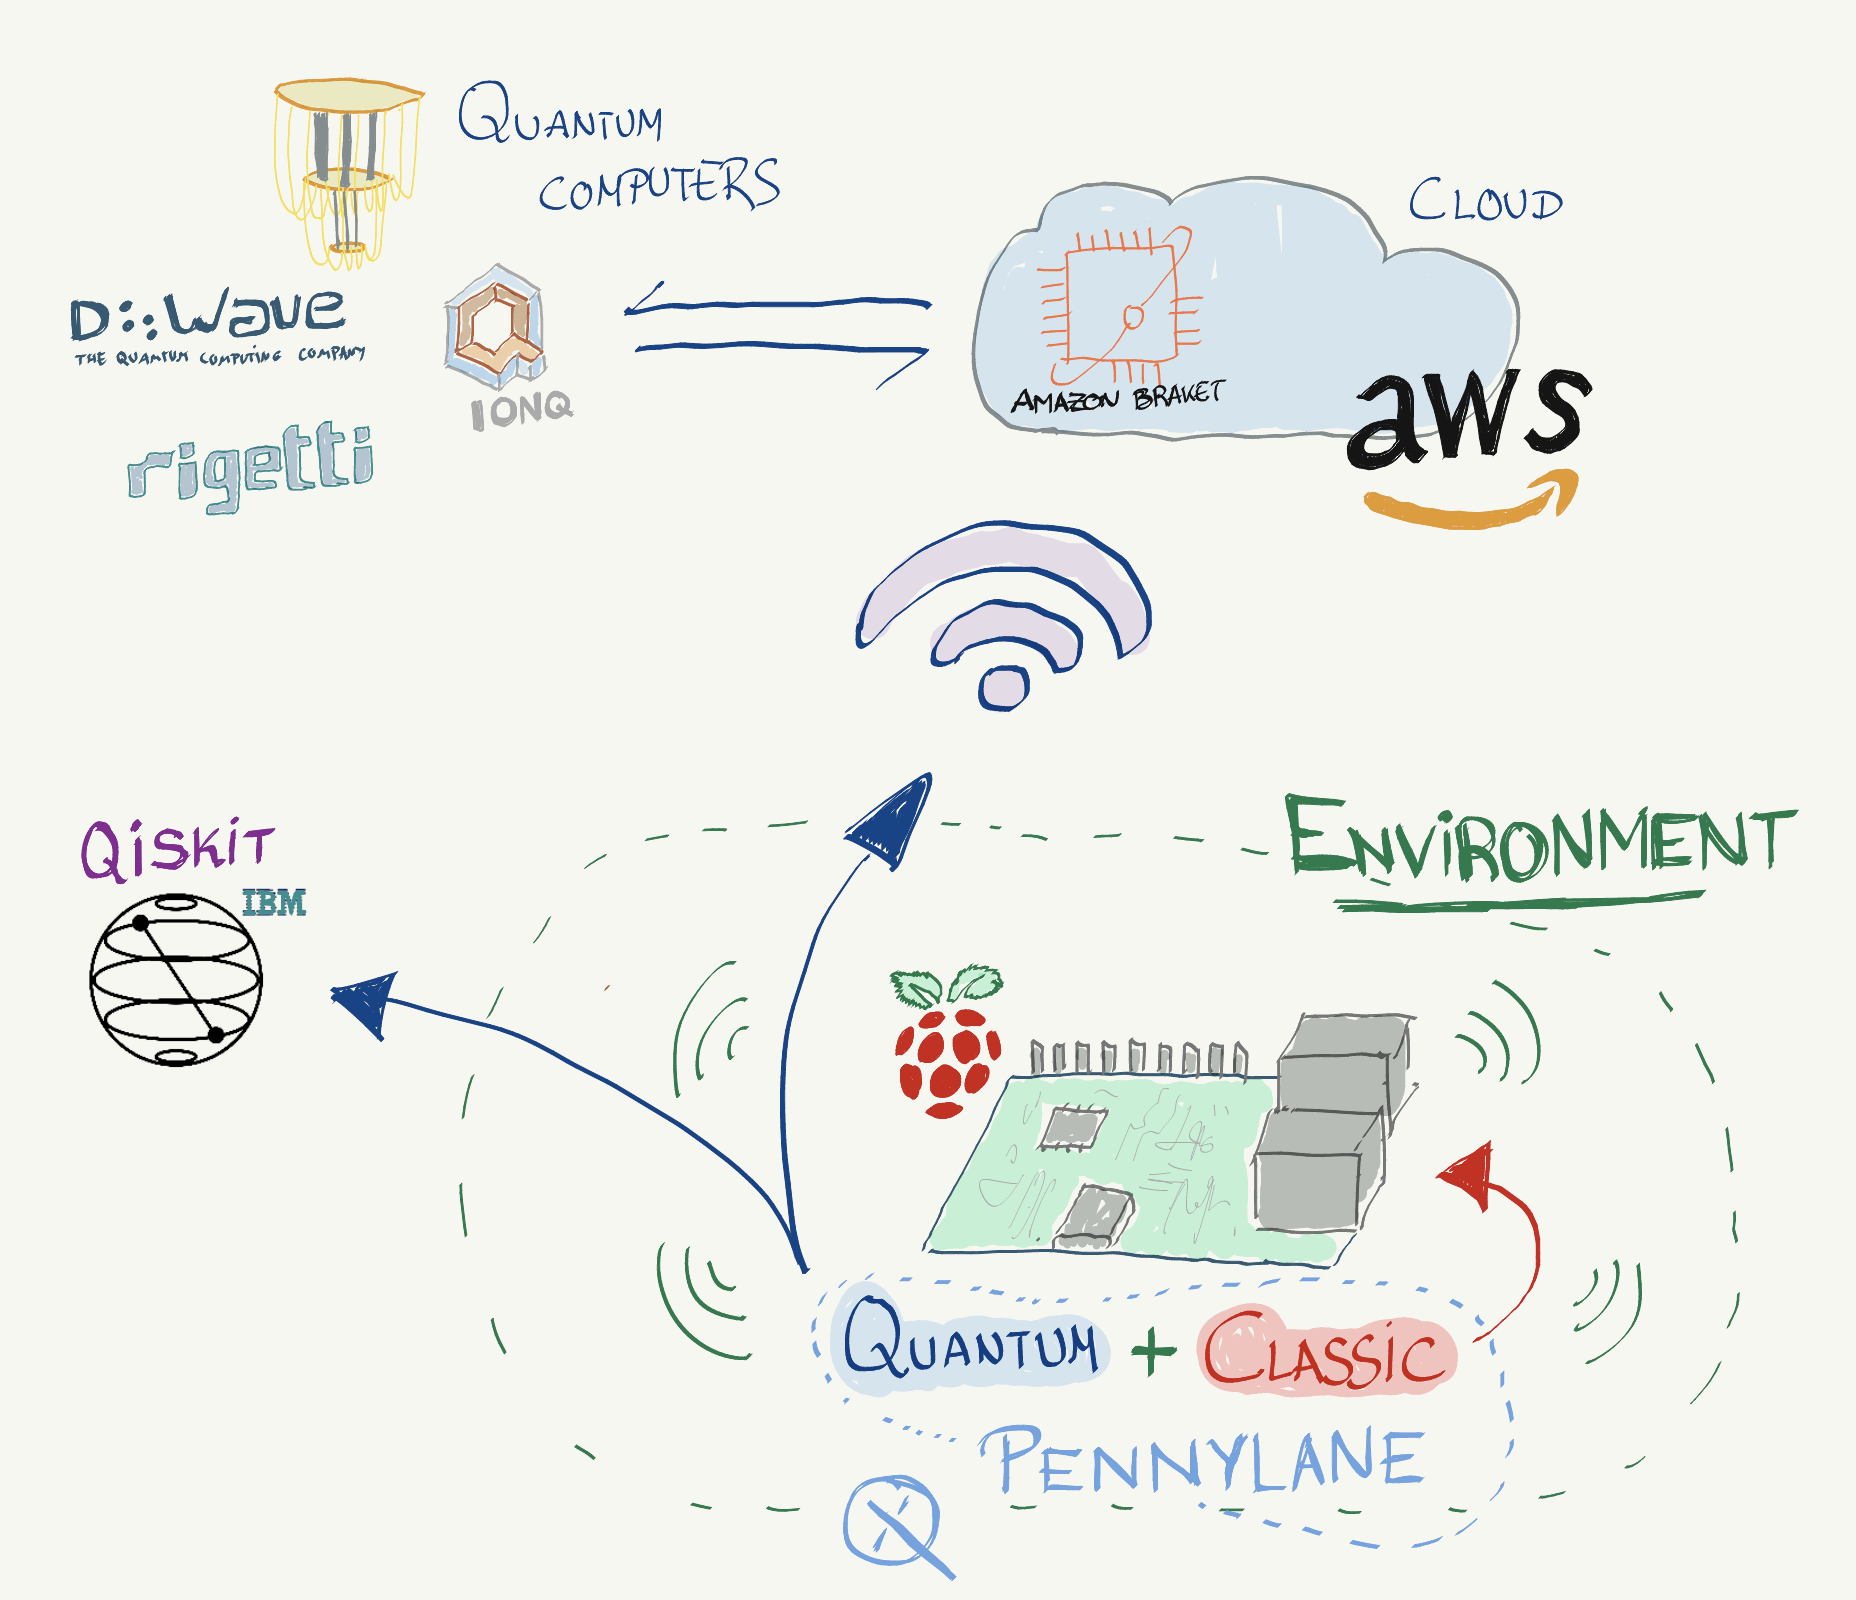 QUANTUM
COMPUTERS
CLOUD
D::Wave
THE QUANTUM COMPUTING COMPANY
IONQ
AMAZON BRAKET
aws
rigetti
QiSKiT
IBM
ENViRONMENT
QUANTUM + CLASSiC
PENNYLANE